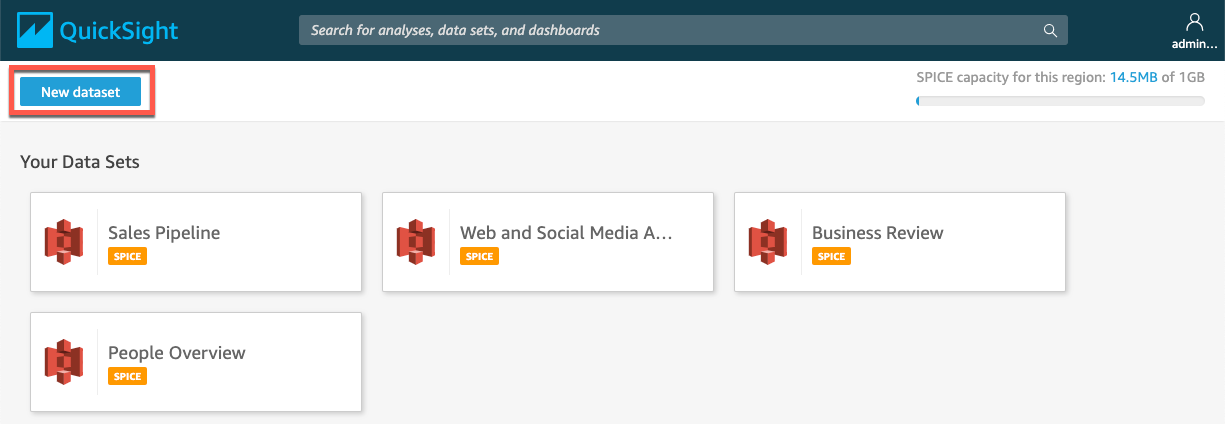 QuickSight
Search for analyses, data sets, and dashboards
admin...
New dataset
SPICE capacity for this region: 14.5MB of 1GB
Your Data Sets
Sales Pipeline
SPICE
Web and Social Media A...
SPICE
Business Review
SPICE
People Overview
SPICE